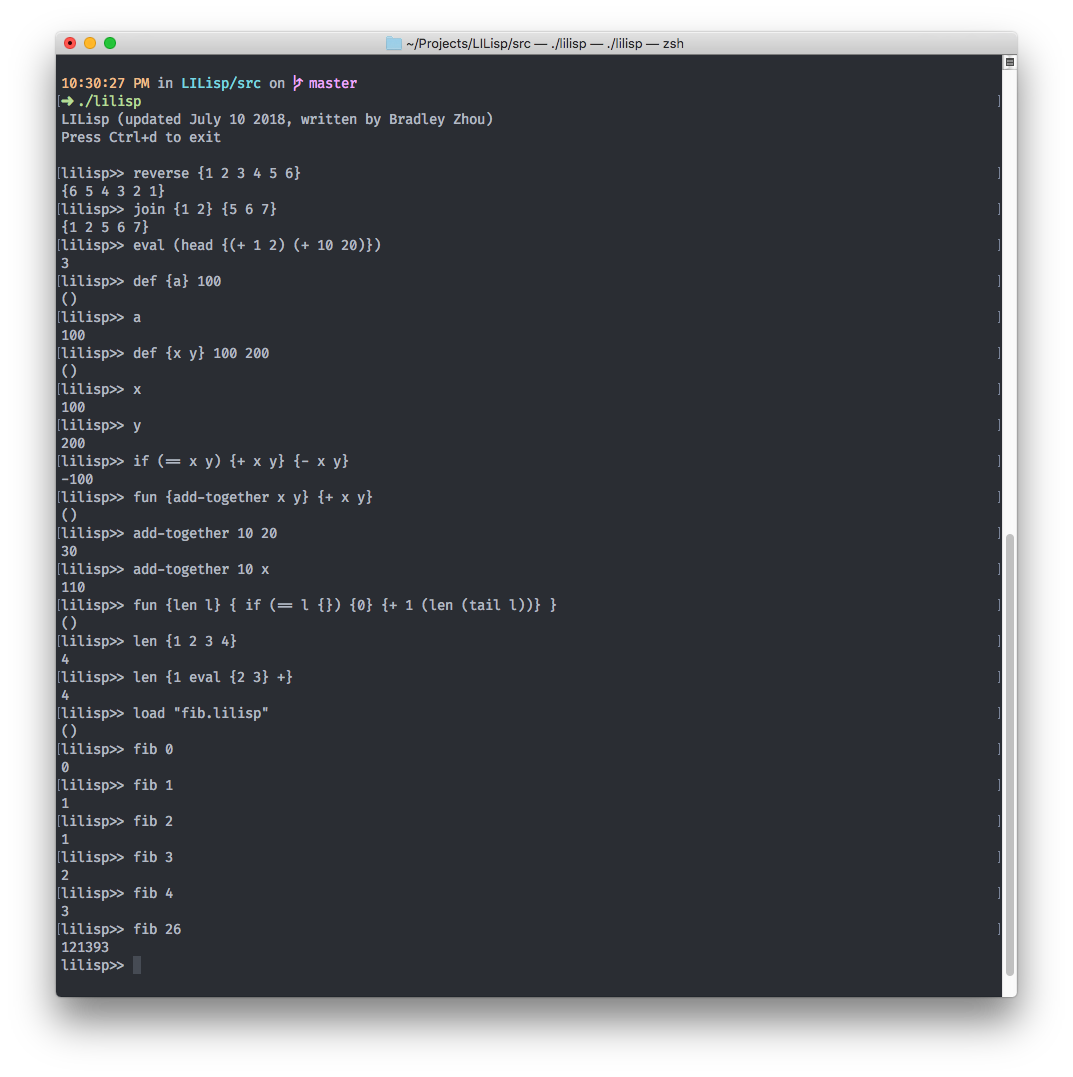 ~/Projects/LILisp/src — ./lilisp — ./lilisp — zsh
10:30:27 PM in LILisp/src on master
➜ ./lilisp
LILisp (updated July 10 2018, written by Bradley Zhou)
Press Ctrl+d to exit
lilisp>> reverse {1 2 3 4 5 6}
{6 5 4 3 2 1}
lilisp>> join {1 2} {5 6 7}
{1 2 5 6 7}
lilisp>> eval (head {(+ 1 2) (+ 10 20)})
3
lilisp>> def {a} 100
()
lilisp>> a
100
lilisp>> def {x y} 100 200
()
lilisp>> x
100
lilisp>> y
200
lilisp>> if (== x y) {+ x y} {- x y}
-100
lilisp>> fun {add-together x y} {+ x y}
()
lilisp>> add-together 10 20
30
lilisp>> add-together 10 x
110
lilisp>> fun {len l} { if (== l {}) {0} {+ 1 (len (tail l))} }
()
lilisp>> len {1 2 3 4}
4
lilisp>> len {1 eval {2 3} +}
4
lilisp>> load "fib.lilisp"
()
lilisp>> fib 0
0
lilisp>> fib 1
1
lilisp>> fib 2
1
lilisp>> fib 3
2
lilisp>> fib 4
3
lilisp>> fib 26
121393
lilisp>>